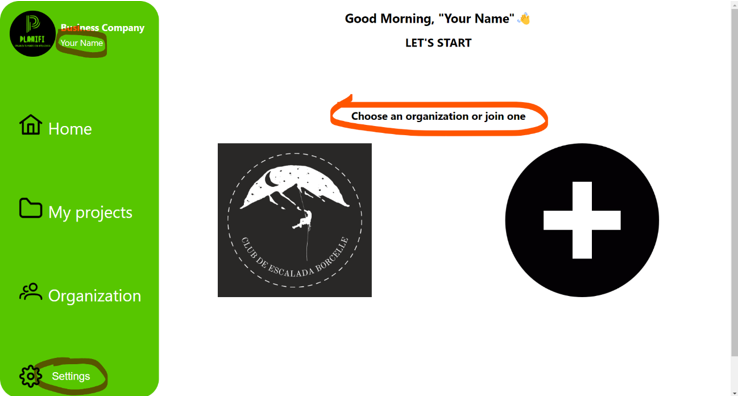 PLANIFI
Business Company
Your Name
Home
My projects
Organization
Settings
Good Morning, "Your Name" 👋
LET'S START
Choose an organization or join one
CLUB DE ESCALADA BORCELLE